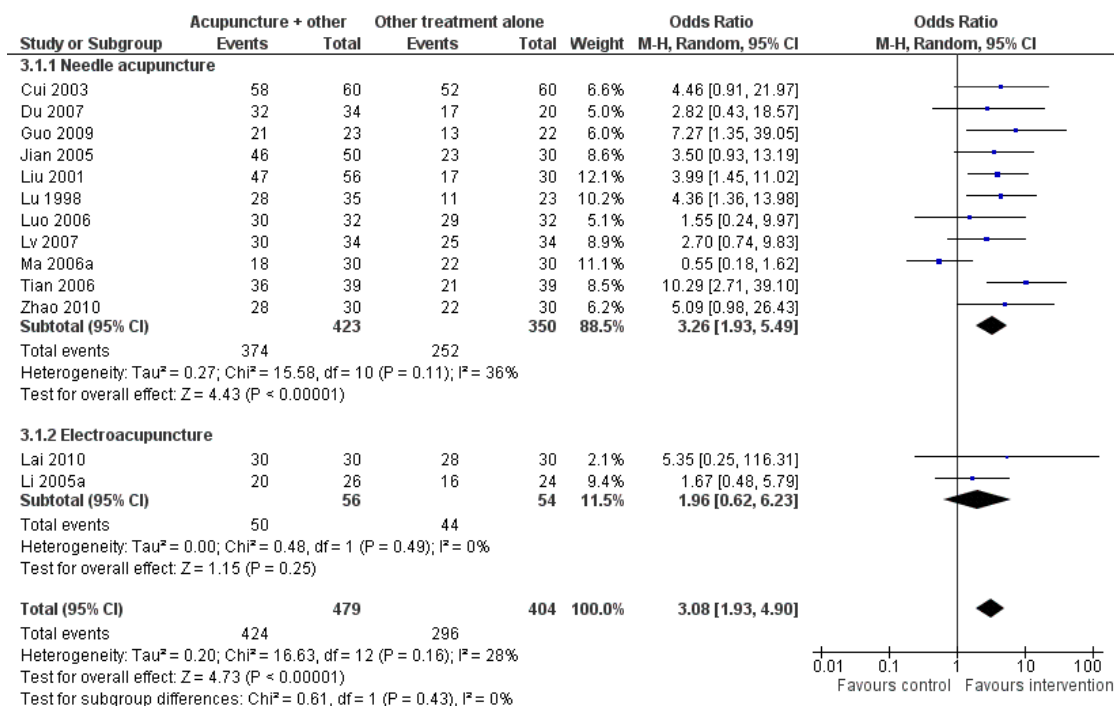 Acupuncture + other Other treatment alone Odds Ratio Odds Ratio
Study or Subgroup Events Total Events Total Weight M-H, Random, 95% CI M-H, Random, 95% CI
3.1.1 Needle acupuncture
Cui 2003 58 60 52 60 6.6% 4.46 [0.91, 21.97]
Du 2007 32 34 17 20 5.0% 2.82 [0.43, 18.57]
Guo 2009 21 23 13 22 6.0% 7.27 [1.35, 39.05]
Jian 2005 46 50 23 30 8.6% 3.50 [0.93, 13.19]
Liu 2001 47 56 17 30 12.1% 3.99 [1.45, 11.02]
Lu 1998 28 35 11 23 10.2% 4.36 [1.36, 13.98]
Luo 2006 30 32 29 32 5.1% 1.55 [0.24, 9.97]
Lv 2007 30 34 25 34 8.9% 2.70 [0.74, 9.83]
Ma 2006a 18 30 22 30 11.1% 0.55 [0.18, 1.62]
Tian 2006 36 39 21 39 8.5% 10.29 [2.71, 39.10]
Zhao 2010 28 30 22 30 6.2% 5.09 [0.98, 26.43]
Subtotal (95% CI) 423 350 88.5% 3.26 [1.93, 5.49]
Total events 374 252
Heterogeneity: Tau² = 0.27; Chi² = 15.58, df = 10 (P = 0.11); I² = 36%
Test for overall effect: Z = 4.43 (P < 0.00001)
3.1.2 Electroacupuncture
Lai 2010 30 30 28 30 2.1% 5.35 [0.25, 116.31]
Li 2005a 20 26 16 24 9.4% 1.67 [0.48, 5.79]
Subtotal (95% CI) 56 54 11.5% 1.96 [0.62, 6.23]
Total events 50 44
Heterogeneity: Tau² = 0.00; Chi² = 0.48, df = 1 (P = 0.49); I² = 0%
Test for overall effect: Z = 1.15 (P = 0.25)
Total (95% CI) 479 404 100.0% 3.08 [1.93, 4.90]
Total events 424 296
Heterogeneity: Tau² = 0.20; Chi² = 16.63, df = 12 (P = 0.16); I² = 28%
Test for overall effect: Z = 4.73 (P < 0.00001)
Test for subgroup differences: Chi² = 0.61, df = 1 (P = 0.43), I² = 0%
0.01 0.1 1 10 100
Favours control Favours intervention